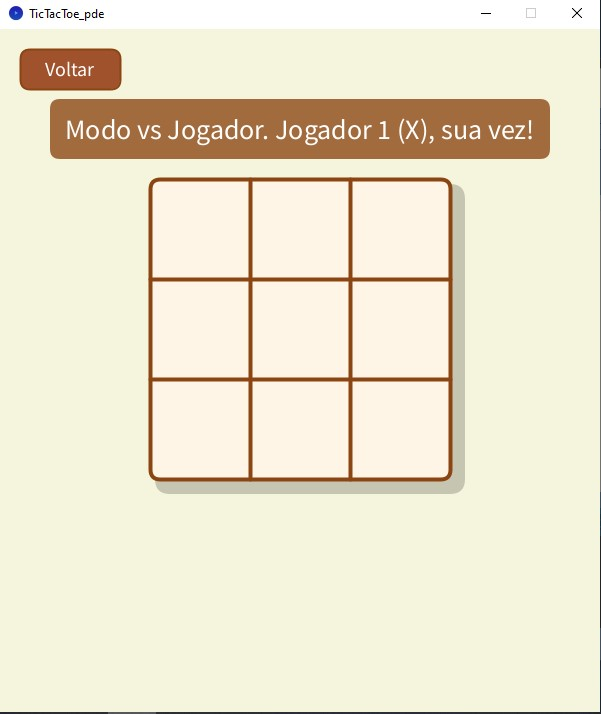 TicTacToe_pde
Voltar
Modo vs Jogador. Jogador 1 (X), sua vez!